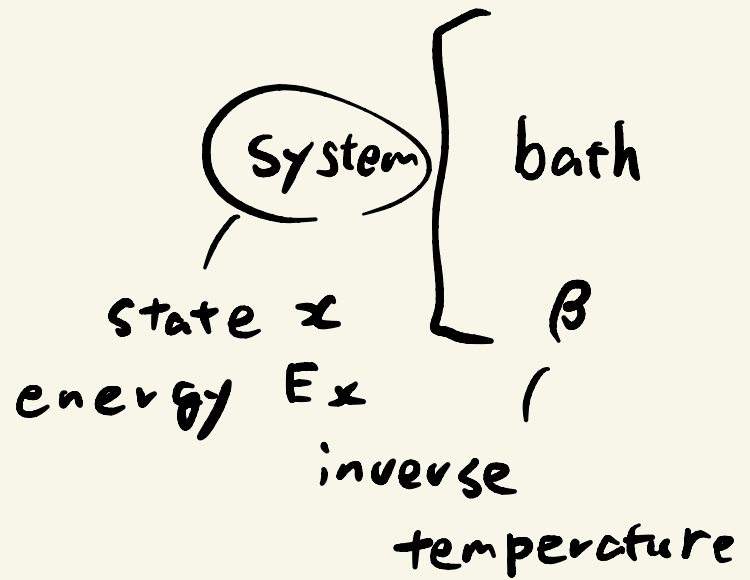 system
bath
state x
β
energy Ex
inverse
temperature